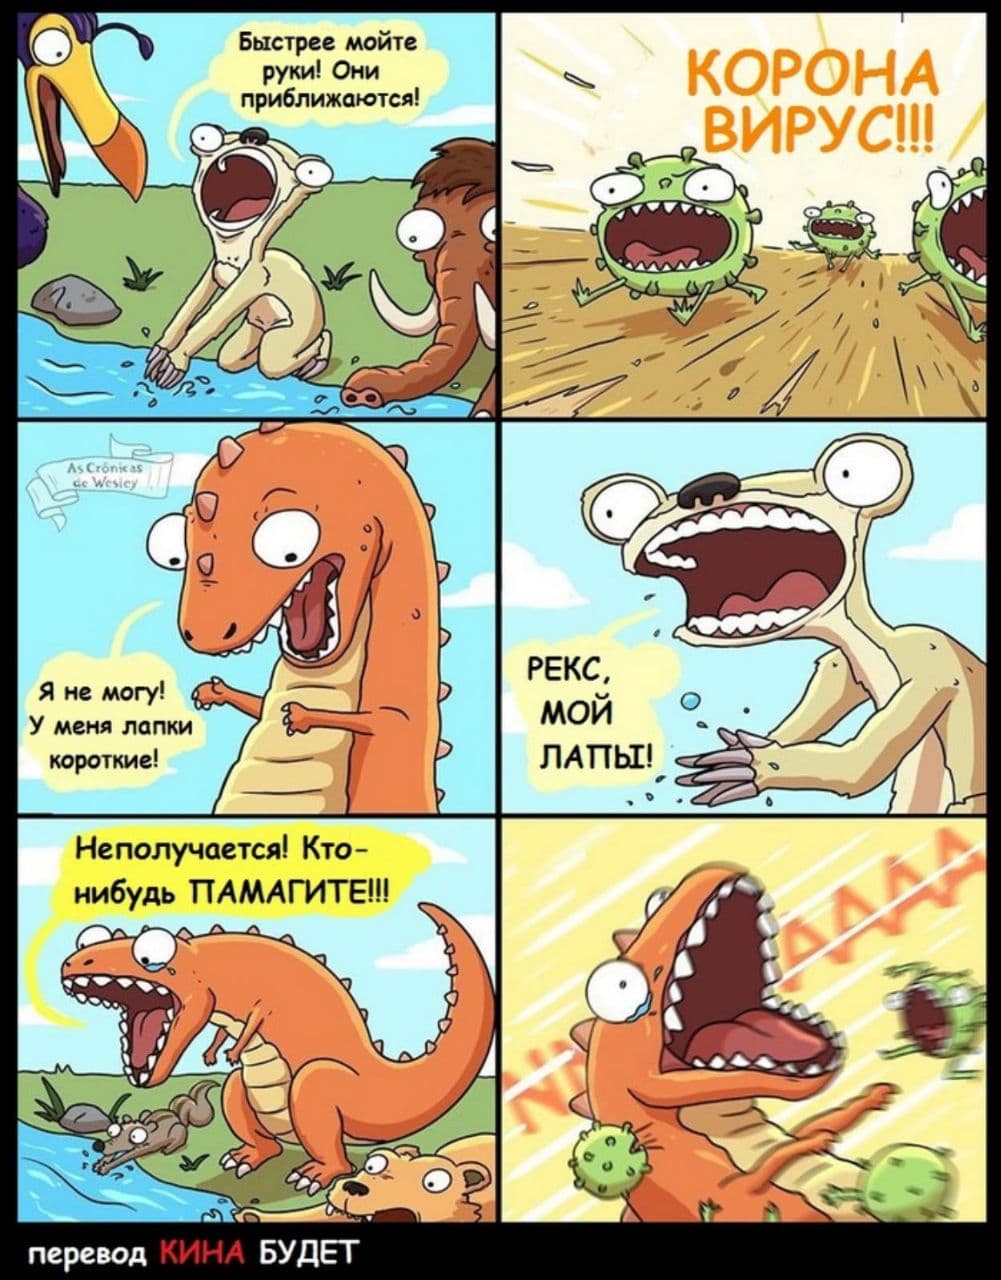 Быстрее мойте
руки! Они
приближаются!
КОРОНА
ВИРУС!!!
As Crônicas
de Wesley
Я не могу!
У меня лапки
короткие!
РЕКС,
МОЙ
ЛАПЫ!
Неполучается! Кто-
нибудь ПАМАГИТЕ!!!
перевод КИНА БУДЕТ